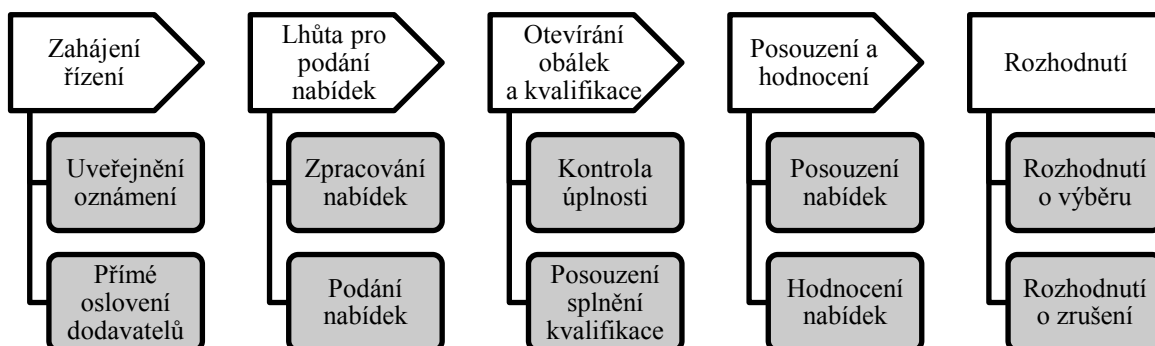 Zahájení
řízení
Uveřejnění
oznámení
Přímé
oslovení
dodavatelů
Lhůta pro
podání
nabídek
Zpracování
nabídek
Podání
nabídek
Otevírání
obálek
a kvalifikace
Kontrola
úplnosti
Posouzení
splnění
kvalifikace
Posouzení a
hodnocení
Posouzení
nabídek
Hodnocení
nabídek
Rozhodnutí
Rozhodnutí
o výběru
Rozhodnutí
o zrušení